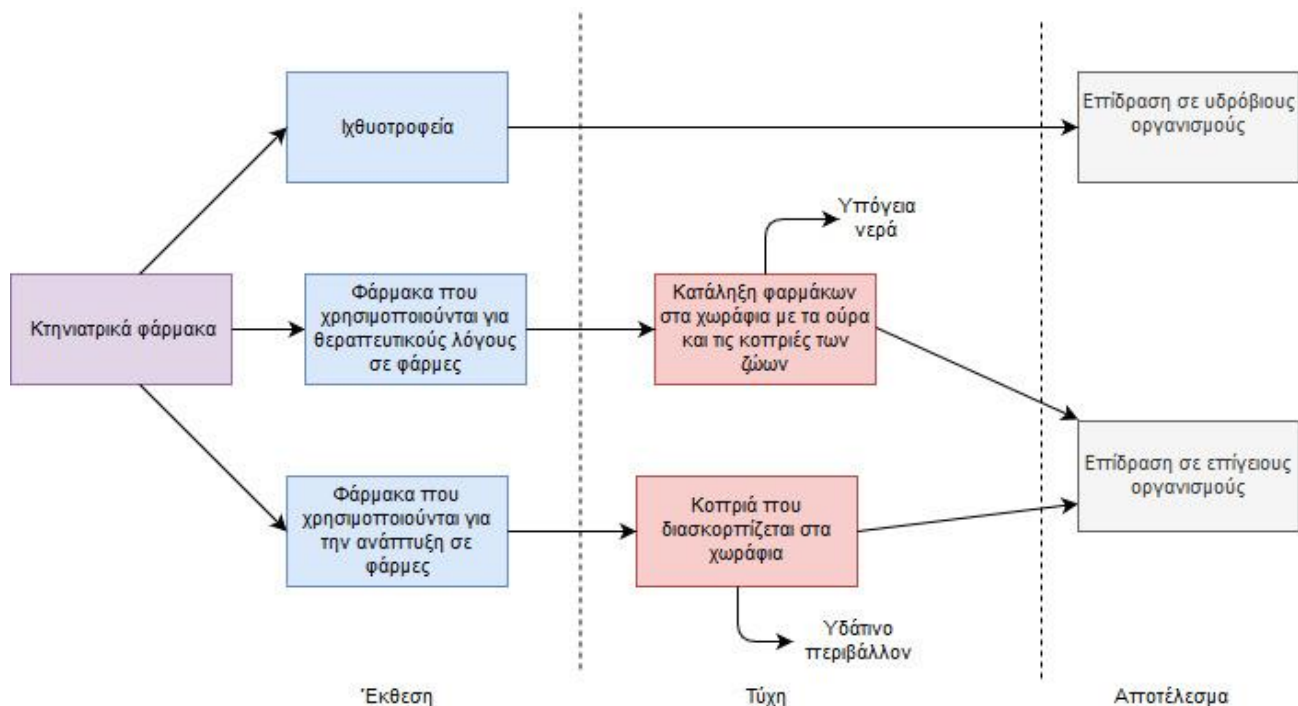 Ιχθυοτροφεία
Επίδραση σε υδρόβιους
οργανισμούς
Υπόγεια
νερά
Κτηνιατρικά φάρμακα
Φάρμακα που
χρησιμοποιούνται για
θεραπευτικούς λόγους
σε φάρμες
Κατάληξη φαρμάκων
στα χωράφια με τα ούρα
και τις κοπριές των
ζώων
Επίδραση σε επίγειους
οργανισμούς
Φάρμακα που
χρησιμοποιούνται για
την ανάπτυξη σε
φάρμες
Κοπριά που
διασκορπίζεται στα
χωράφια
Υδάτινο
περιβάλλον
Έκθεση
Τύχη
Αποτέλεσμα